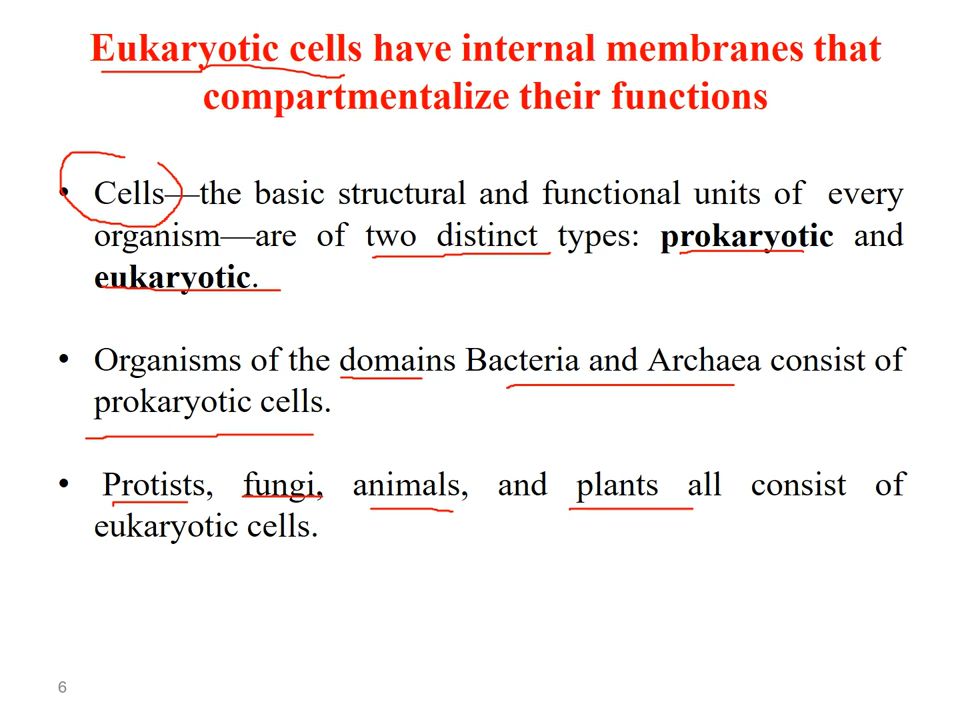 Eukaryotic cells have internal membranes that
compartmentalize their functions
• Cells—the basic structural and functional units of every
organism—are of two distinct types: prokaryotic and
eukaryotic.
• Organisms of the domains Bacteria and Archaea consist of
prokaryotic cells.
• Protists, fungi, animals, and plants all consist of
eukaryotic cells.
6